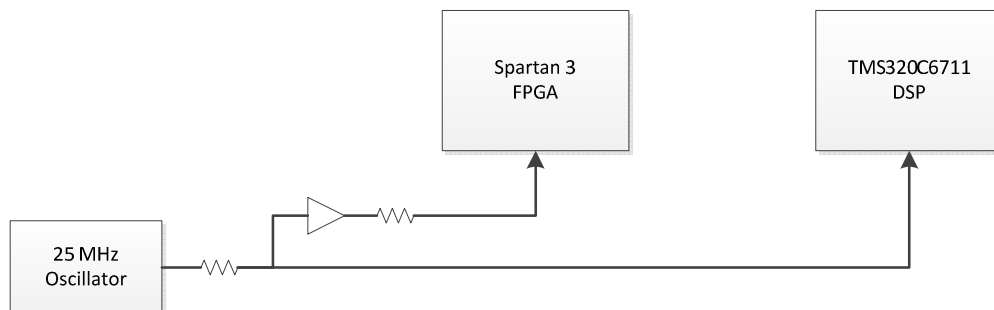 Spartan 3
FPGA
TMS320C6711
DSP
25 MHz
Oscillator